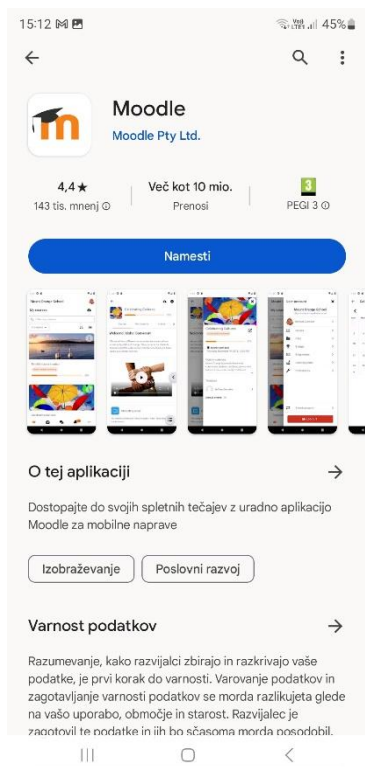 15:12
45%
Moodle
Moodle Pty Ltd.
4,4★
Več kot 10 mio.
3
143 tis. mnenj
Prenosi
PEGI 3
Namesti
O tej aplikaciji
Dostopajte do svojih spletnih tečajev z uradno aplikacijo
Moodle za mobilne naprave
Izobraževanje
Poslovni razvoj
Varnost podatkov
Razumevanje, kako razvijalci zbirajo in razkrivajo vaše
podatke, je prvi korak do varnosti. Varovanje podatkov in
zagotavljanje varnosti podatkov se morda razlikujeta glede
na vašo uporabo, območje in starost. Razvijalec je
zagotovil te podatke in jih bo sčasoma morda posodobil.